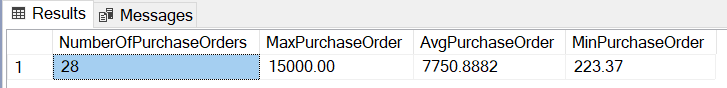 Results Messages
NumberOfPurchaseOrders MaxPurchaseOrder AvgPurchaseOrder MinPurchaseOrder
1 28 15000.00 7750.8882 223.37